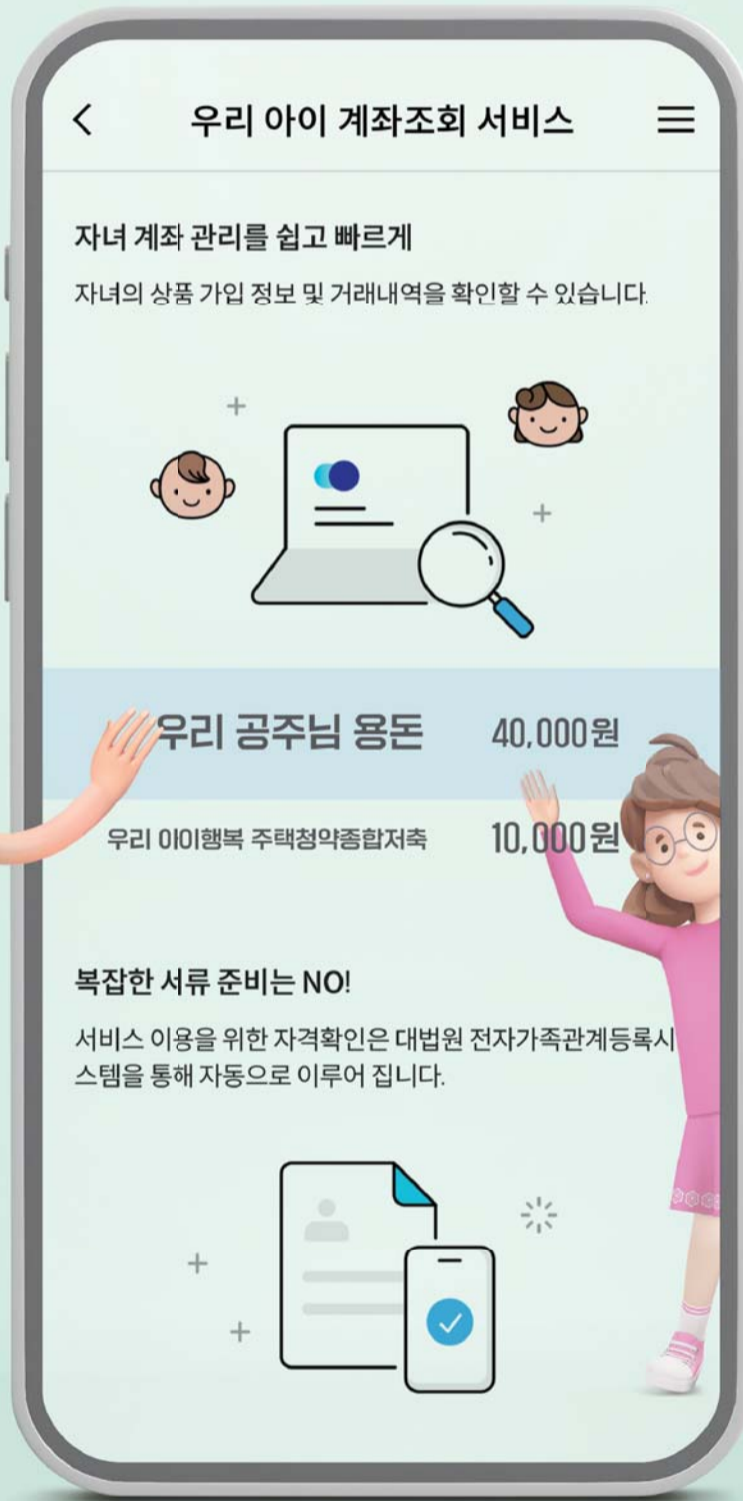 우리 아이 계좌조회 서비스
자녀 계좌 관리를 쉽고 빠르게
자녀의 상품 가입 정보 및 거래내역을 확인할 수 있습니다.
우리 공주님 용돈 40,000원
우리 아이행복 주택청약종합저축 10,000원
복잡한 서류 준비는 NO!
서비스 이용을 위한 자격확인은 대법원 전자가족관계등록시
스템을 통해 자동으로 이루어 집니다.